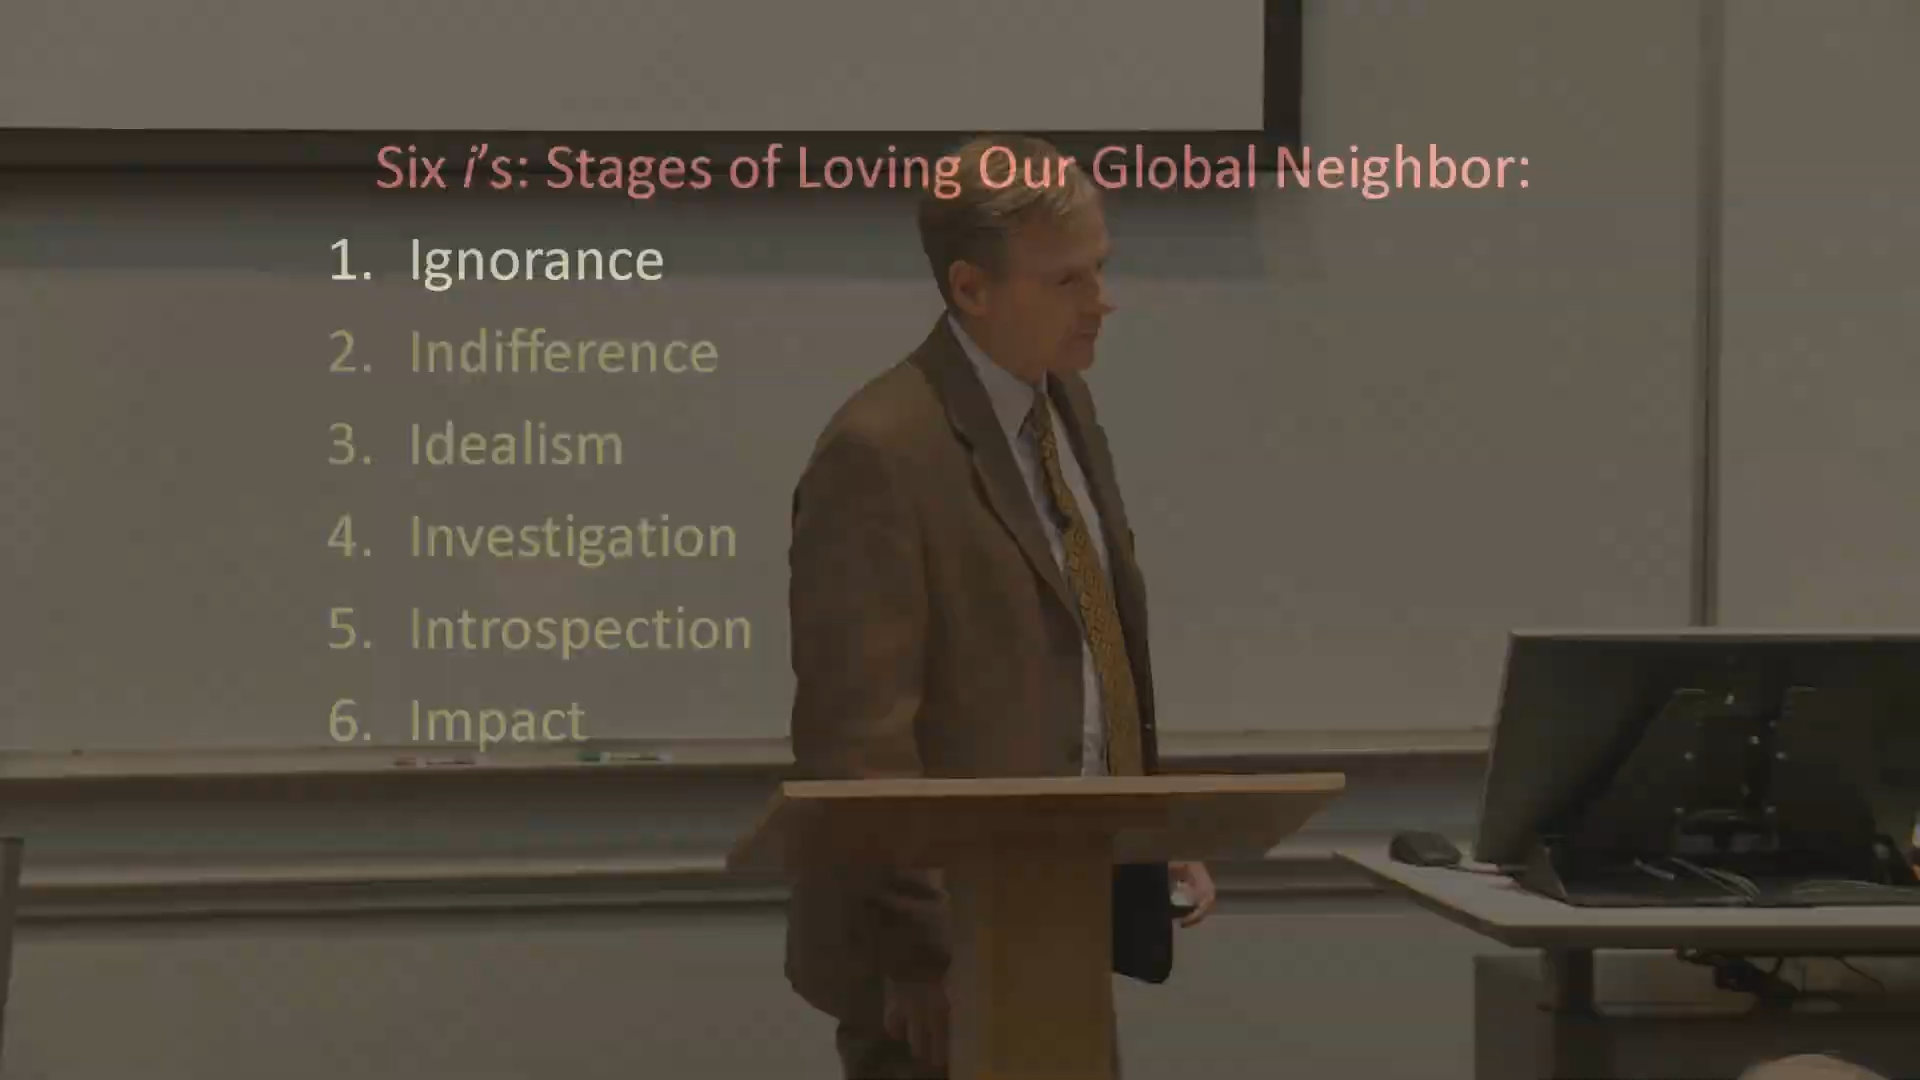 Six i's: Stages of Loving Our Global Neighbor:
1. Ignorance
2. Indifference
3. Idealism
4. Investigation
5. Introspection
6. Impact